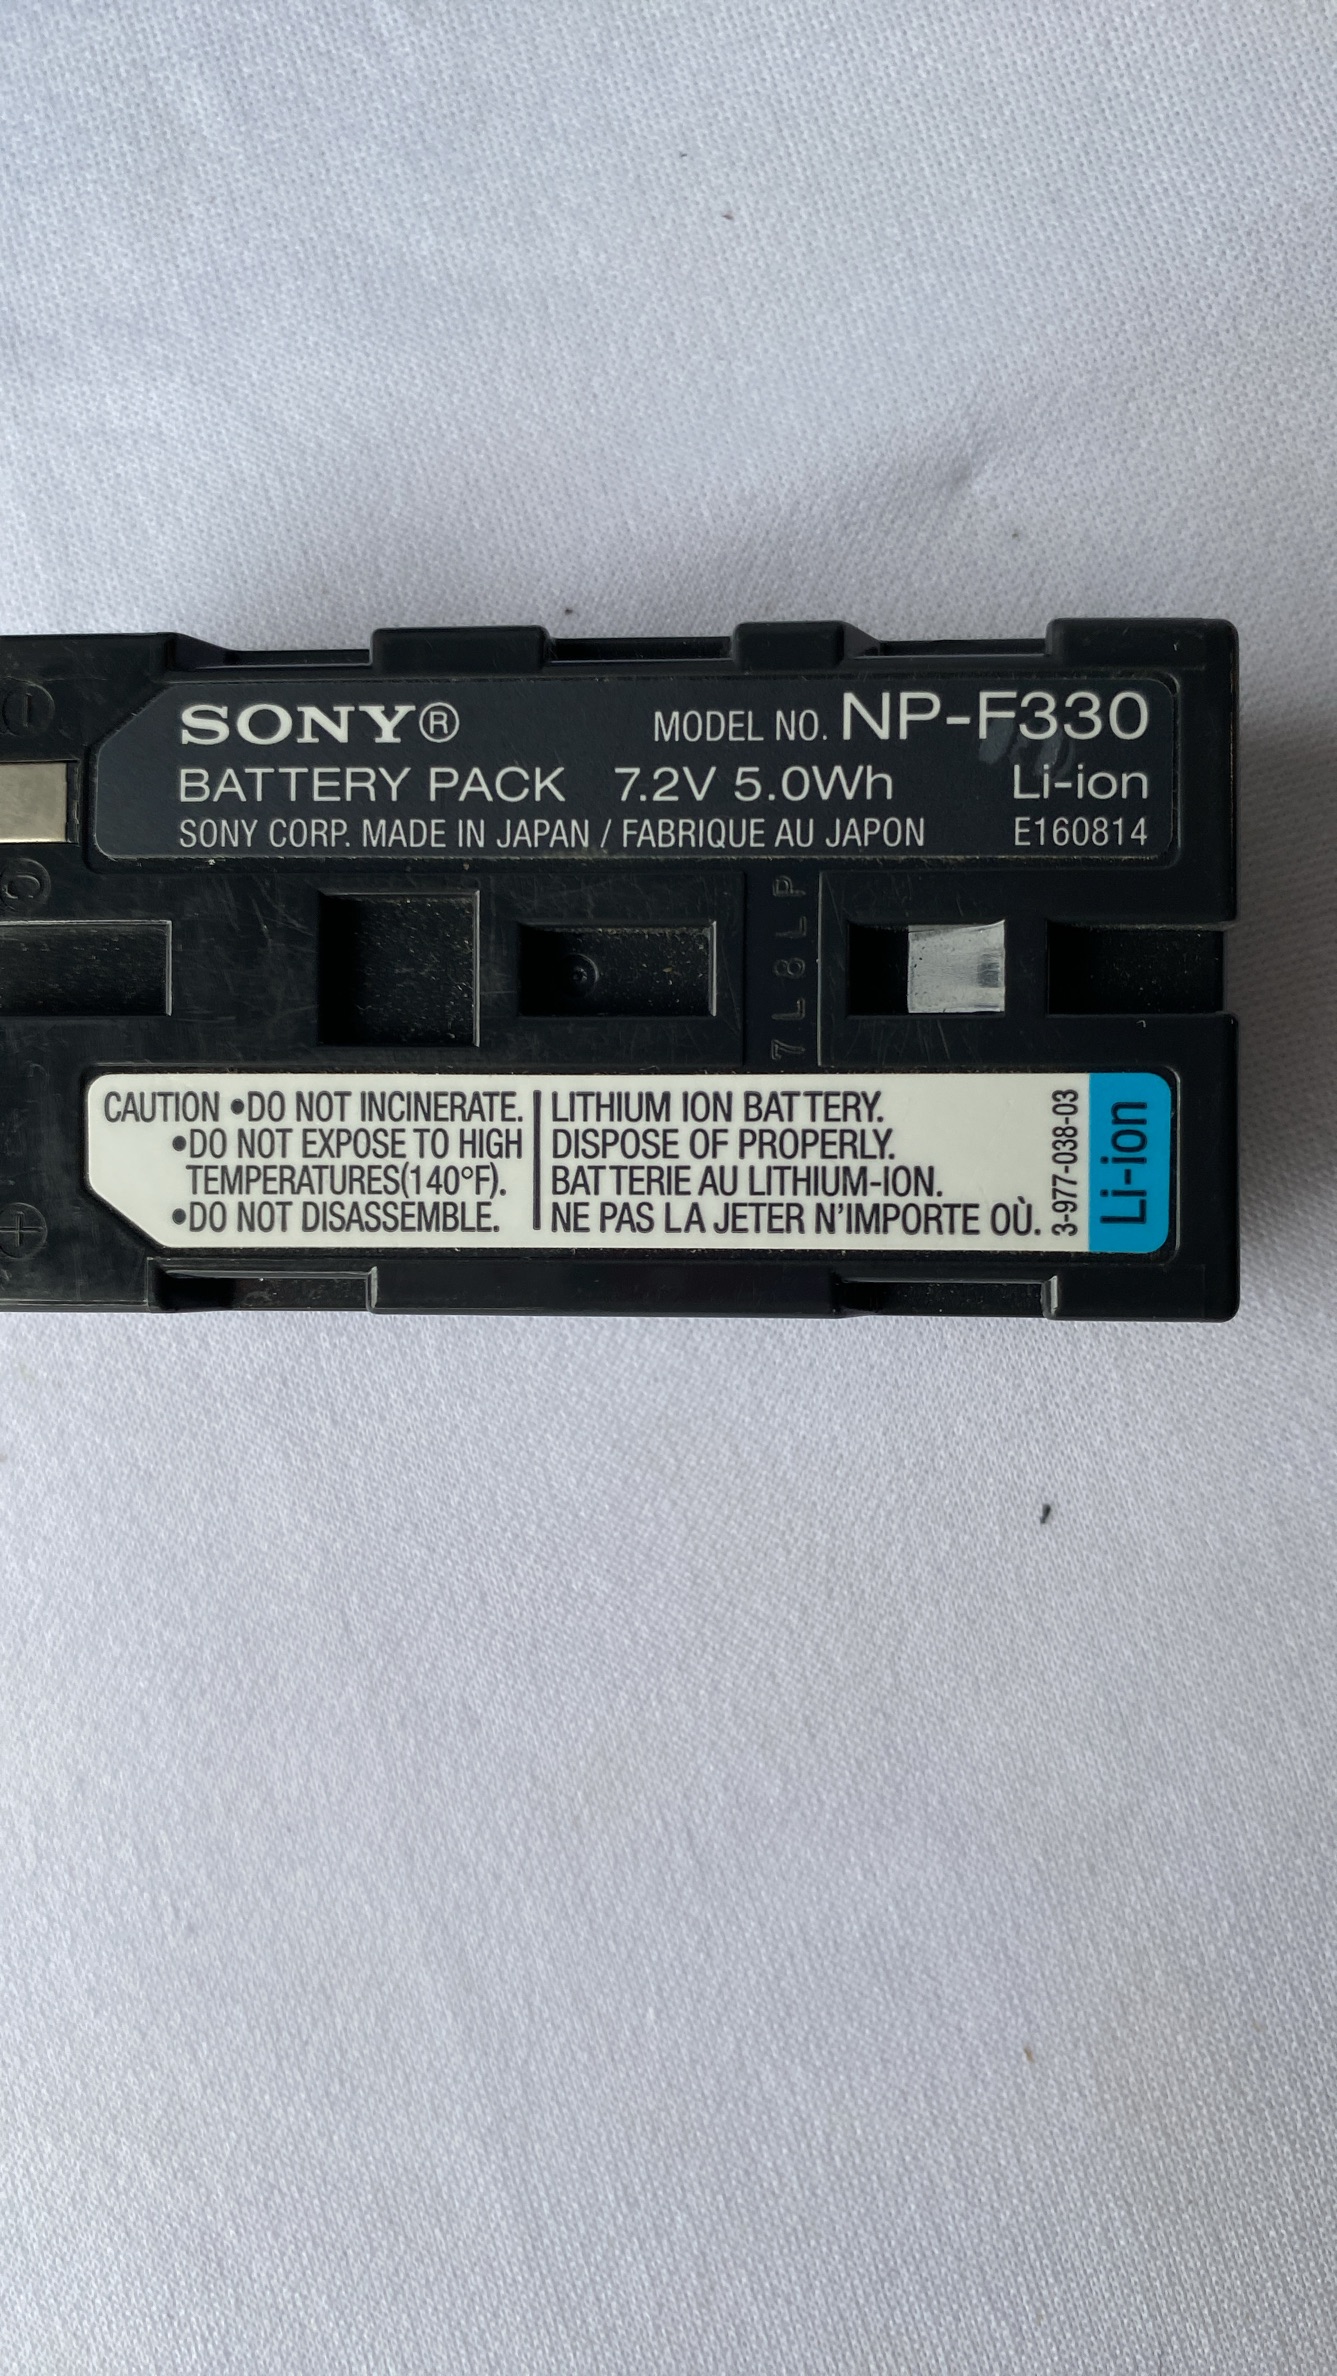 SONY®
MODEL NO. NP-F330
BATTERY PACK 7.2V 5.0Wh Li-ion
SONY CORP. MADE IN JAPAN / FABRIQUE AU JAPON E160814
C
7L8LP
CAUTION •DO NOT INCINERATE.
•DO NOT EXPOSE TO HIGH
TEMPERATURES(140°F).
•DO NOT DISASSEMBLE.
LITHIUM ION BATTERY.
DISPOSE OF PROPERLY.
BATTERIE AU LITHIUM-ION.
NE PAS LA JETER N'IMPORTE OÙ.
3-977-038-03
Li-ion